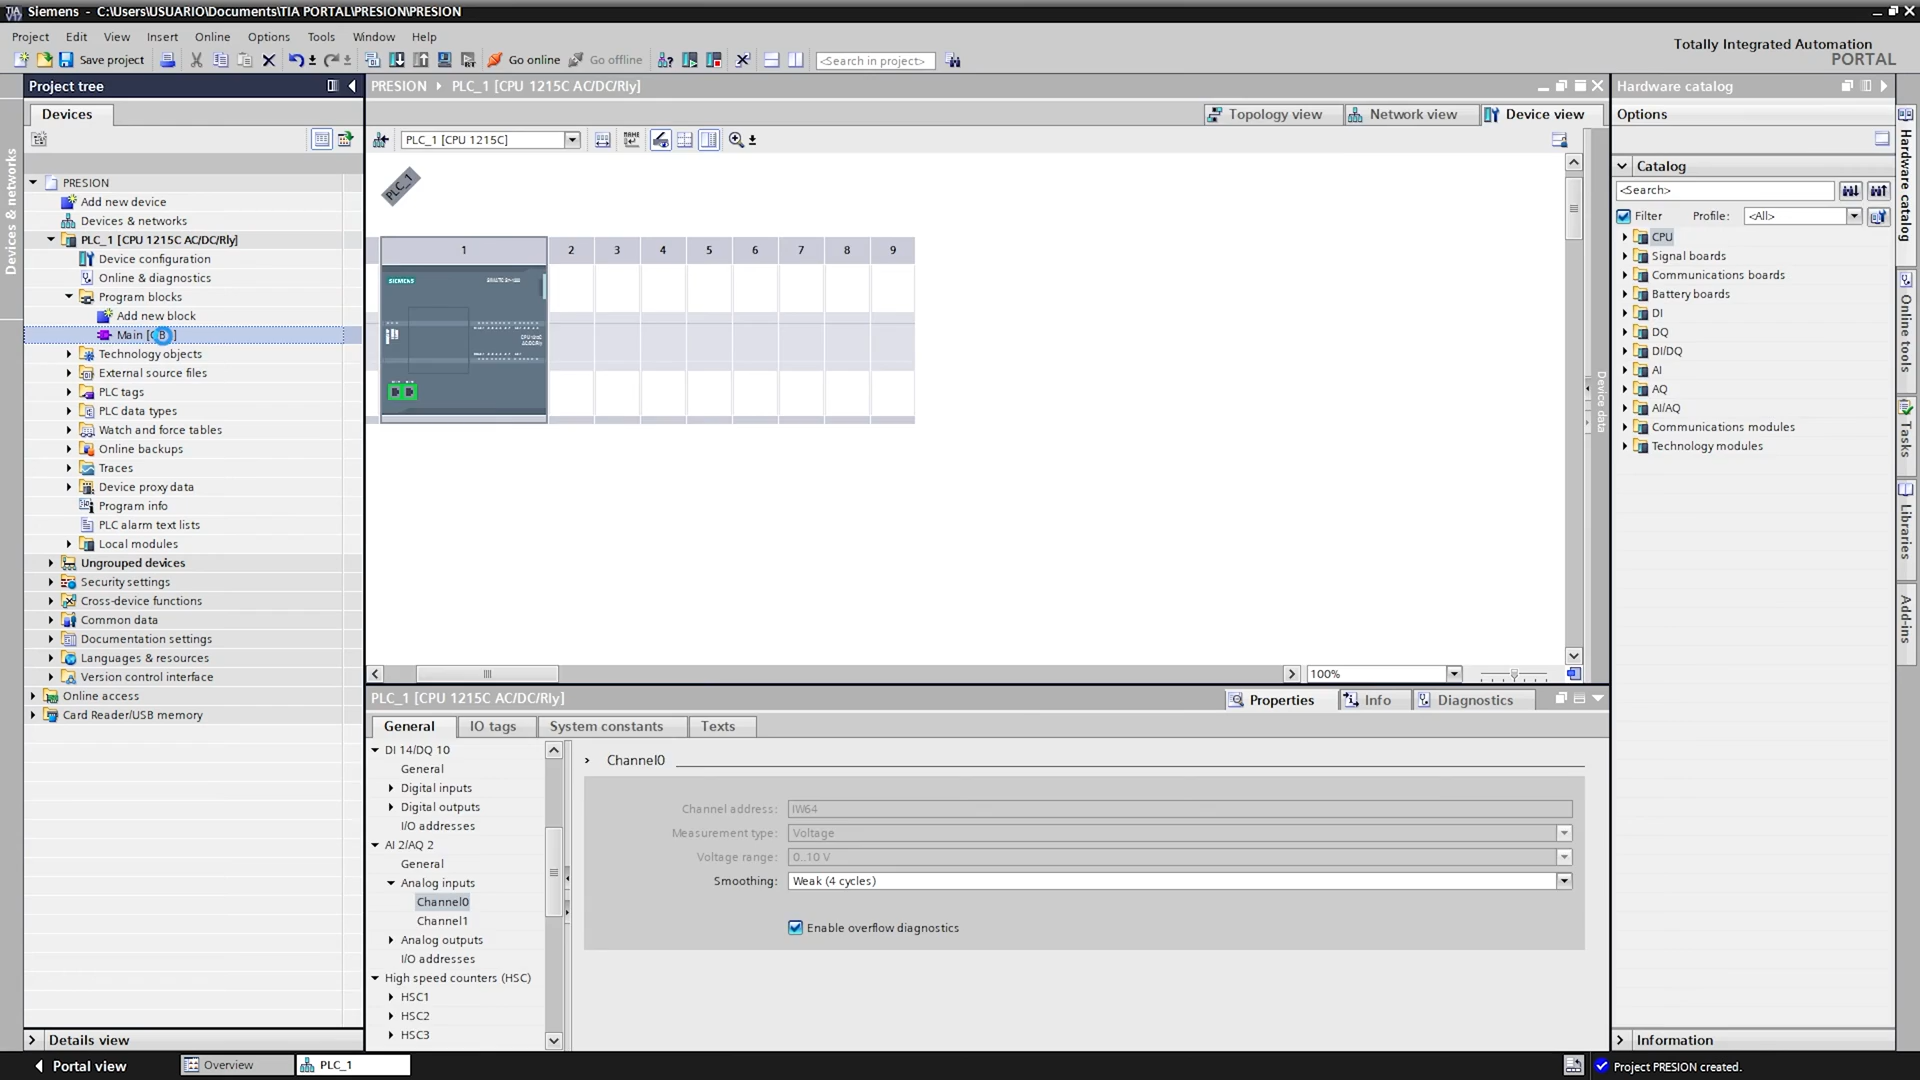 Siemens - C:\Users\USUARIO\Documents\TIA PORTAL\PRESION\PRESION
Project Edit View Insert Online Options Tools Window Help
Totally Integrated Automation
PORTAL
Save project
Go online
Go offline
<Search in project>
Project tree
Devices
Devices & networks
PRESION
Add new device
Devices & networks
PLC_1 [CPU 1215C AC/DC/Rly]
Device configuration
Online & diagnostics
Program blocks
Add new block
Main
Technology objects
External source files
PLC tags
PLC data types
Watch and force tables
Online backups
Traces
Device proxy data
Program info
PLC alarm text lists
Local modules
Ungrouped devices
Security settings
Cross-device functions
Common data
Documentation settings
Languages & resources
Version control interface
Online access
Card Reader/USB memory
Details view
PRESION PLC_1 [CPU 1215C AC/DC/Rly]
Topology view
Network view
Device view
PLC_1 [CPU 1215C]
PLC_1
1 2 3 4 5 6 7 8 9
SIEMENS
100%
Device data
PLC_1 [CPU 1215C AC/DC/Rly]
Properties
Info
Diagnostics
General
IO tags
System constants
Texts
DI 14/DQ 10
General
Digital inputs
Digital outputs
I/O addresses
AI 2/AQ 2
General
Analog inputs
Channel0
Channel1
Analog outputs
I/O addresses
High speed counters (HSC)
HSC1
HSC2
HSC3
Channel0
Channel address: IW64
Measurement type: Voltage
Voltage range: 0..10 V
Smoothing: Weak (4 cycles)
Enable overflow diagnostics
Hardware catalog
Options
Catalog
<Search>
Filter Profile: <All>
CPU
Signal boards
Communications boards
Battery boards
DI
DQ
DI/DQ
AI
AQ
AI/AQ
Communications modules
Technology modules
Information
Hardware catalog
Online tools
Tasks
Libraries
Add-ins
Portal view
Overview
PLC_1
Project PRESION created.